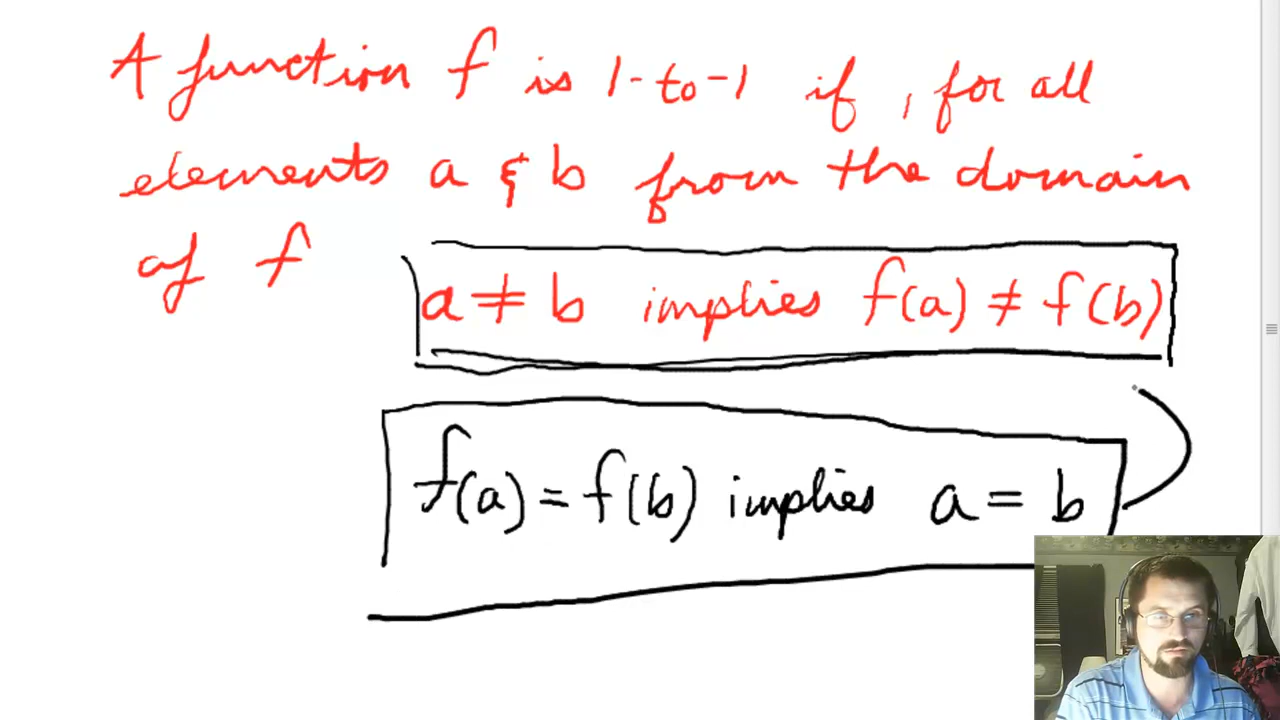 A function f is 1-to-1 if, for all
elements a & b from the domain
of f
a ≠ b implies f(a) ≠ f(b)
f(a) = f(b) implies a = b